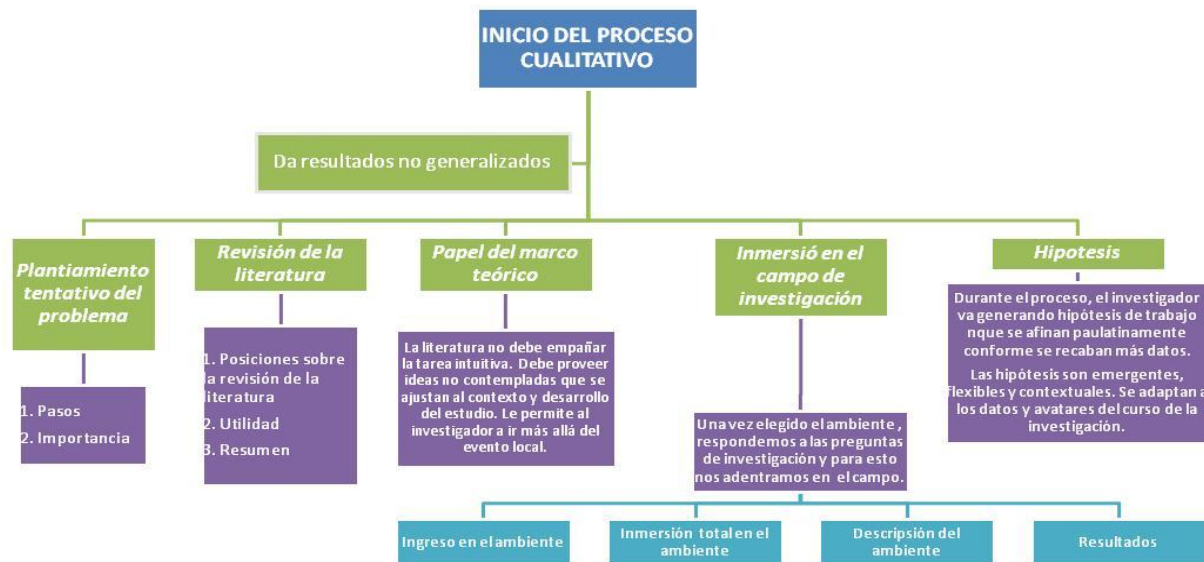 INICIO DEL PROCESO
CUALITATIVO
Da resultados no generalizados
Plantiamiento
tentativo del
problema
1. Pasos
2. Importancia
Revisión de la
literatura
1. Posiciones sobre
la revisión de la
literatura
2. Utilidad
3. Resumen
Papel del marco
teórico
La literatura no debe empañar
la tarea intuitiva. Debe proveer
ideas no contempladas que se
ajustan al contexto y desarrollo
del estudio. Le permite al
investigador a ir más allá del
evento local.
Inmersió en el
campo de
investigación
Una vez elegido el ambiente ,
respondemos a las preguntas
de investigación y para esto
nos adentramos en el campo.
Ingreso en el ambiente
Inmersión total en el
ambiente
Descripsión del
ambiente
Resultados
Hipotesis
Durante el proceso, el investigador
va generando hipótesis de trabajo
nque se afinan paulatinamente
conforme se recaban más datos.
Las hipótesis son emergentes,
flexibles y contextuales. Se adaptan a
los datos y avatares del curso de la
investigación.